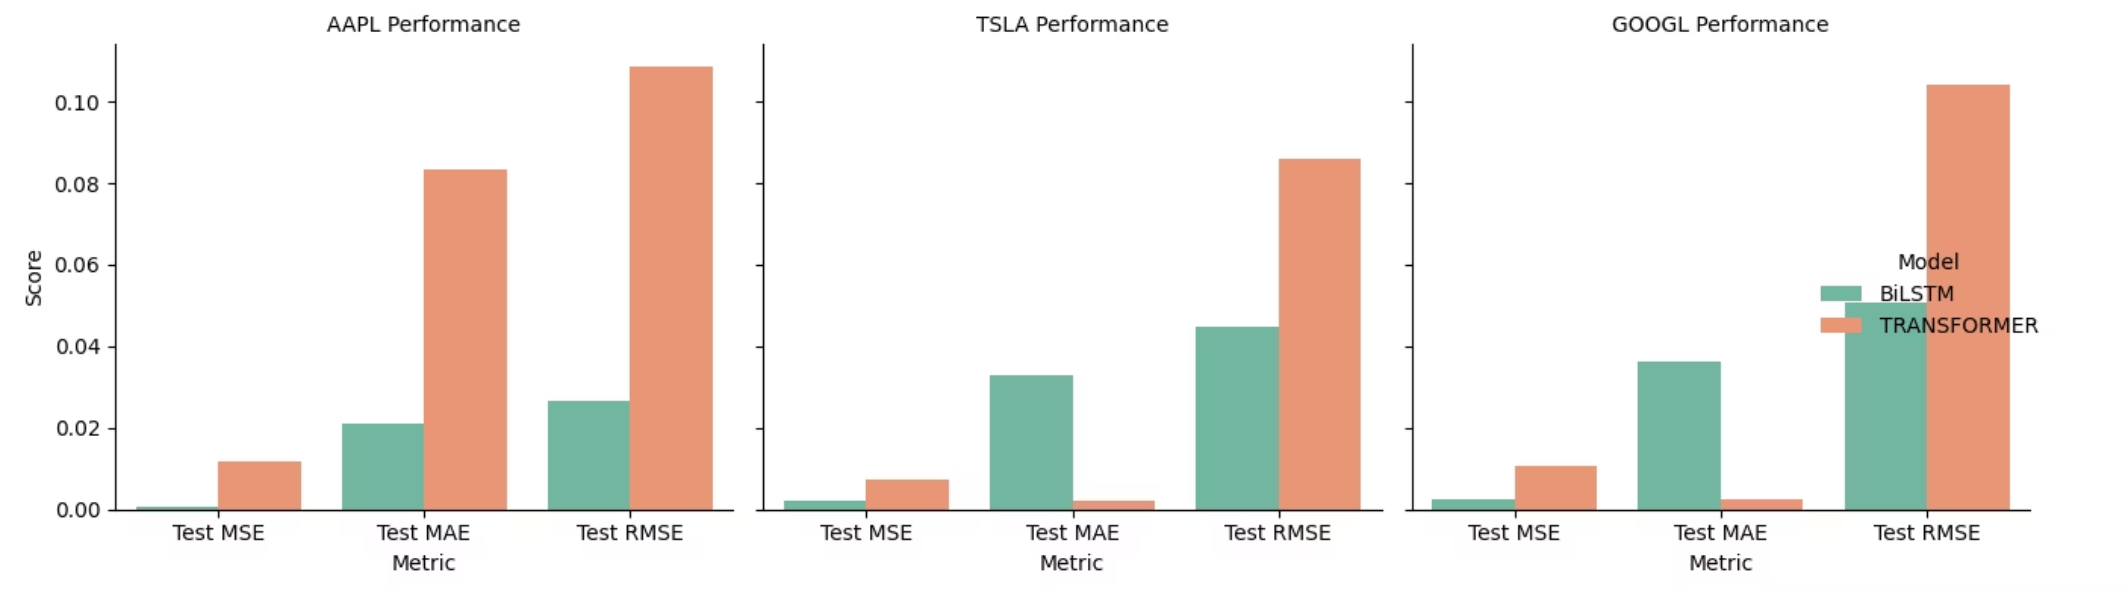 AAPL Performance
TSLA Performance
GOOGL Performance
Score
0.10
0.08
0.06
0.04
0.02
0.00
Test MSE
Test MAE
Test RMSE
Metric
Test MSE
Test MAE
Test RMSE
Metric
Test MSE
Test MAE
Test RMSE
Metric
Model
BiLSTM
TRANSFORMER